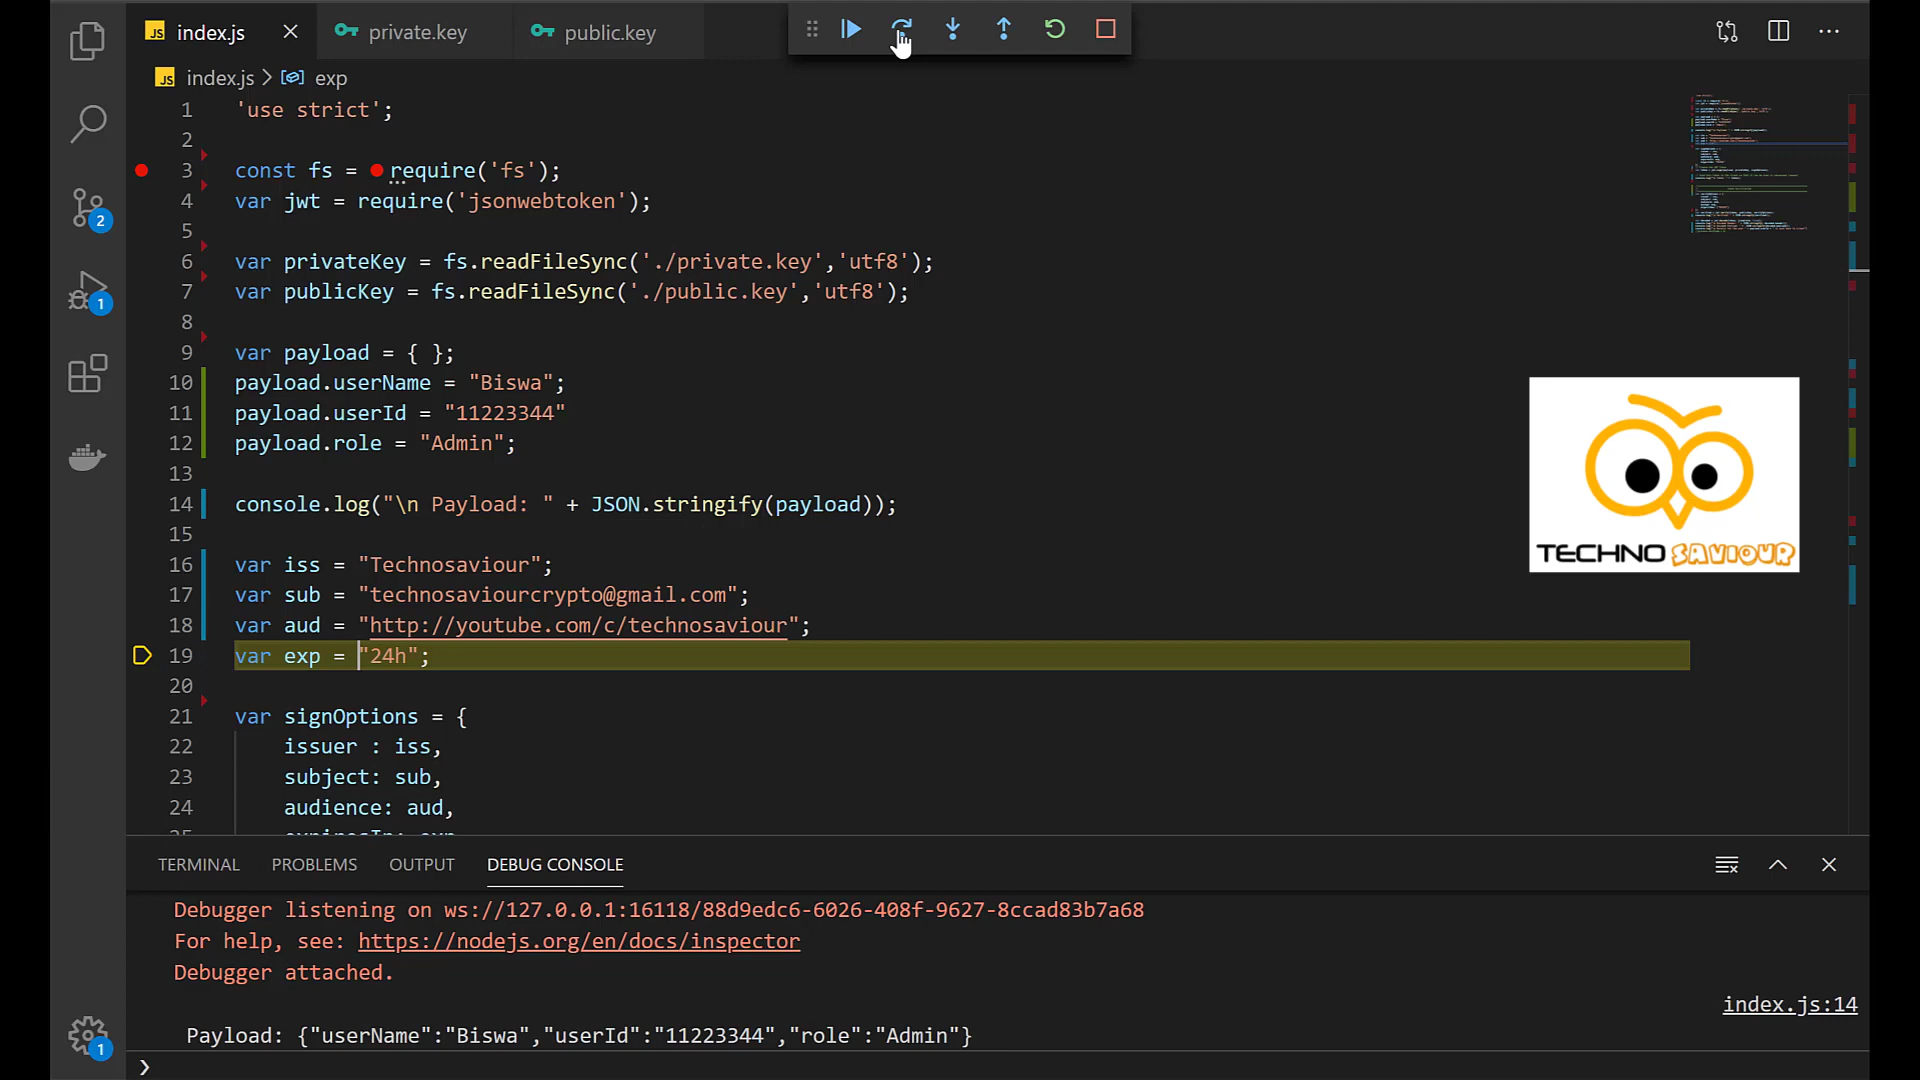 index.js
private.key
public.key
index.js > exp
1 'use strict';
2
3 const fs = require('fs');
4 var jwt = require('jsonwebtoken');
5
6 var privateKey = fs.readFileSync('./private.key','utf8');
7 var publicKey = fs.readFileSync('./public.key','utf8');
8
9 var payload = { };
10 payload.userName = "Biswa";
11 payload.userId = "11223344"
12 payload.role = "Admin";
13
14 console.log("\n Payload: " + JSON.stringify(payload));
15
16 var iss = "Technosaviour";
17 var sub = "technosaviourcrypto@gmail.com";
18 var aud = "http://youtube.com/c/technosaviour";
19 var exp = "24h";
20
21 var signOptions = {
22 issuer : iss,
23 subject: sub,
24 audience: aud,
25 expiresIn: exp
2
1
1
TECHNO SAVIOUR
TERMINAL
PROBLEMS
OUTPUT
DEBUG CONSOLE
Debugger listening on ws://127.0.0.1:16118/88d9edc6-6026-408f-9627-8ccad83b7a68
For help, see: https://nodejs.org/en/docs/inspector
Debugger attached.
index.js:14
Payload: {"userName":"Biswa","userId":"11223344","role":"Admin"}